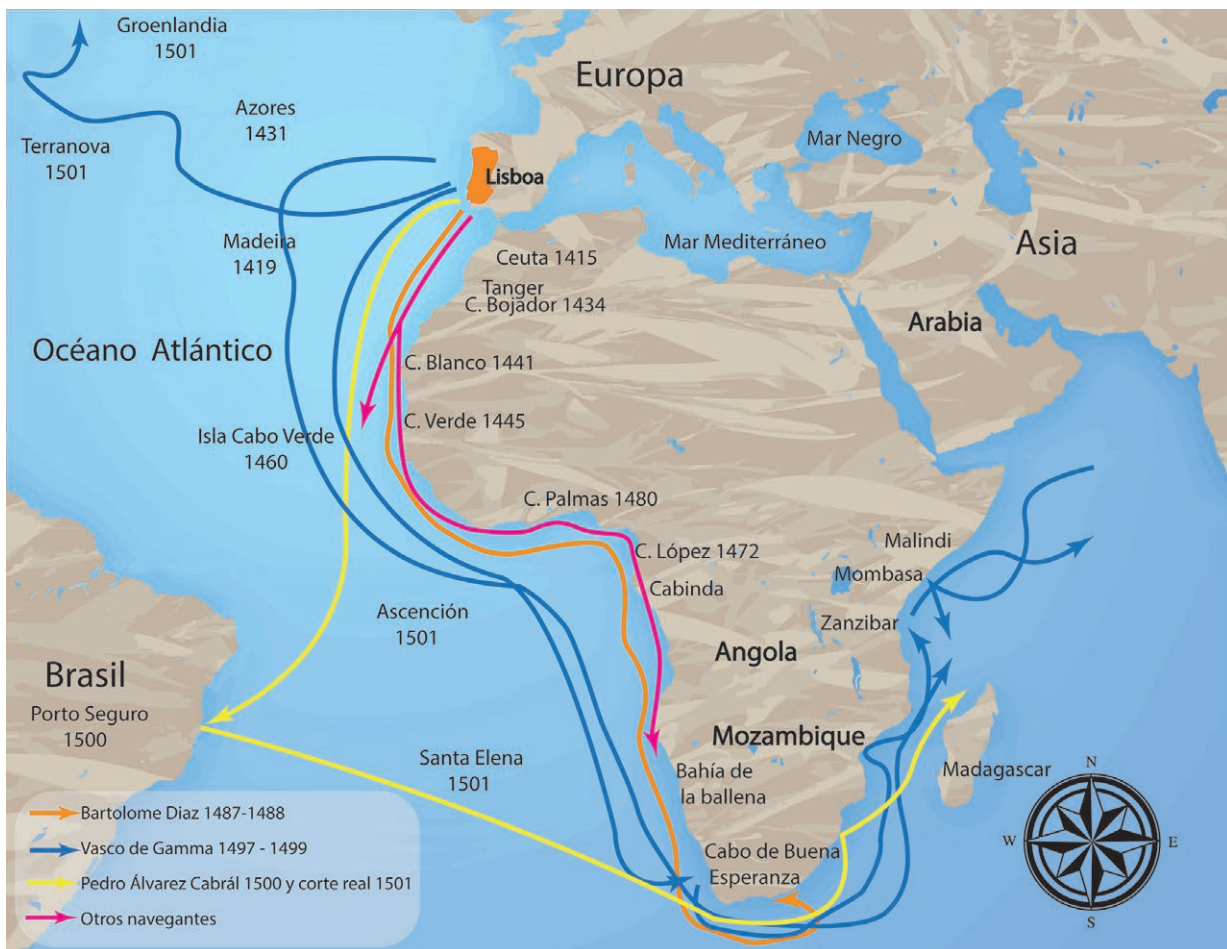 Groenlandia
1501
Europa
Azores
1431
Mar Negro
Terranova
1501
Lisboa
Madeira
1419
Mar Mediterráneo
Asia
Ceuta 1415
Tanger
C. Bojador 1434
Arabia
Océano Atlántico
C. Blanco 1441
C. Verde 1445
Isla Cabo Verde
1460
C. Palmas 1480
C. López 1472
Malindi
Mombasa
Cabinda
Ascención
1501
Zanzibar
Angola
Brasil
Porto Seguro
1500
Mozambique
Santa Elena
1501
Bahía de
la ballena
Madagascar
N
W
E
S
Cabo de Buena
Esperanza
Bartolome Diaz 1487-1488
Vasco de Gamma 1497 - 1499
Pedro Álvarez Cabrál 1500 y corte real 1501
Otros navegantes